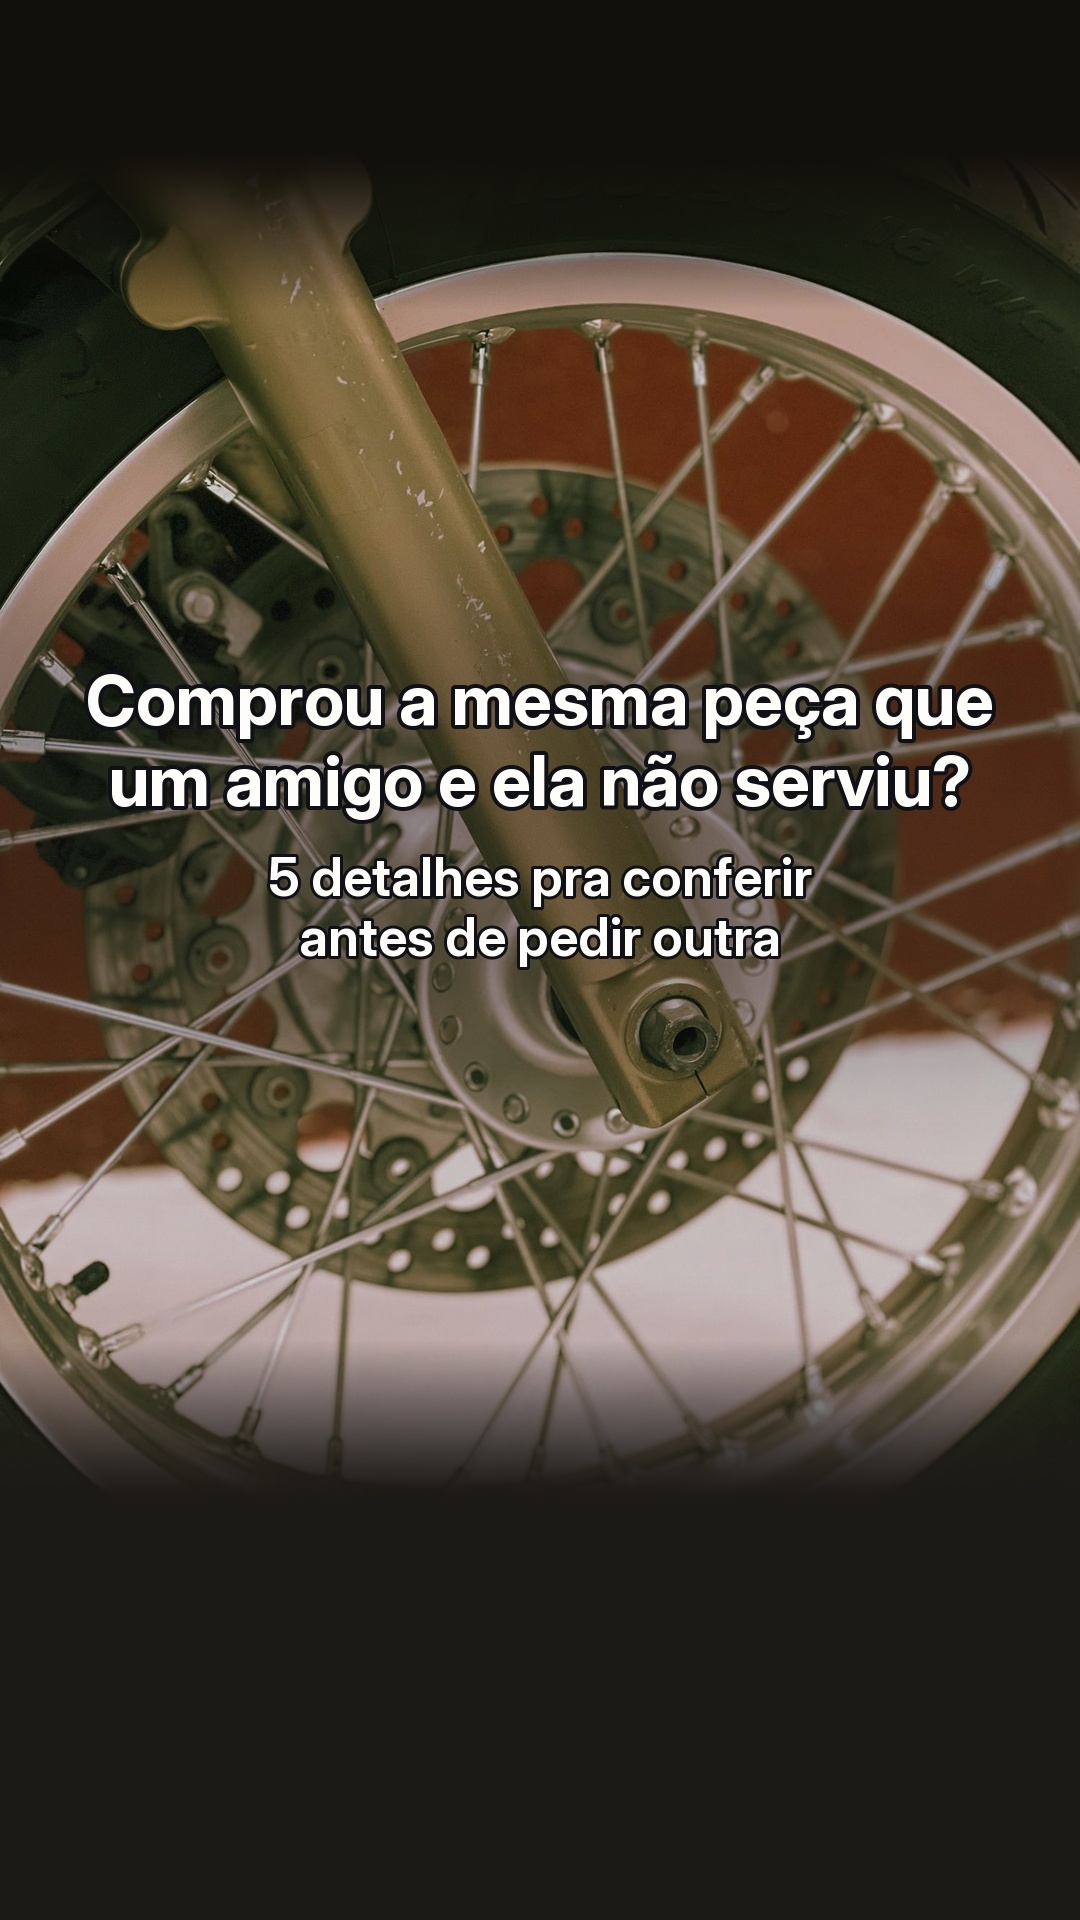 Comprou a mesma peça que
um amigo e ela não serviu?
5 detalhes pra conferir
antes de pedir outra